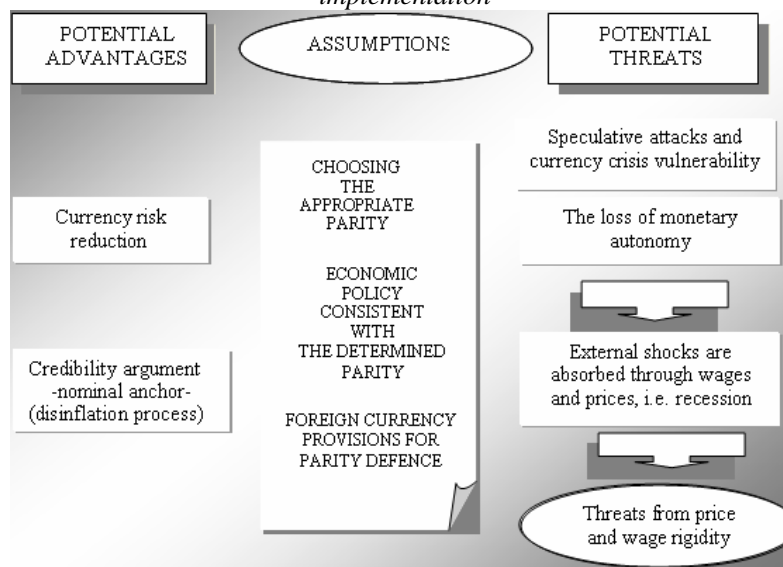 implementation
POTENTIAL
ADVANTAGES
ASSUMPTIONS
POTENTIAL
THREATS
Currency risk
reduction
Credibility argument
-nominal anchor-
(disinflation process)
CHOOSING
THE
APPROPRIATE
PARITY
ECONOMIC
POLICY
CONSISTENT
WITH
THE DETERMINED
PARITY
FOREIGN CURRENCY
PROVISIONS FOR
PARITY DEFENCE
Speculative attacks and
currency crisis vulnerability
The loss of monetary
autonomy
External shocks are
absorbed through wages
and prices, i.e. recession
Threats from price
and wage rigidity